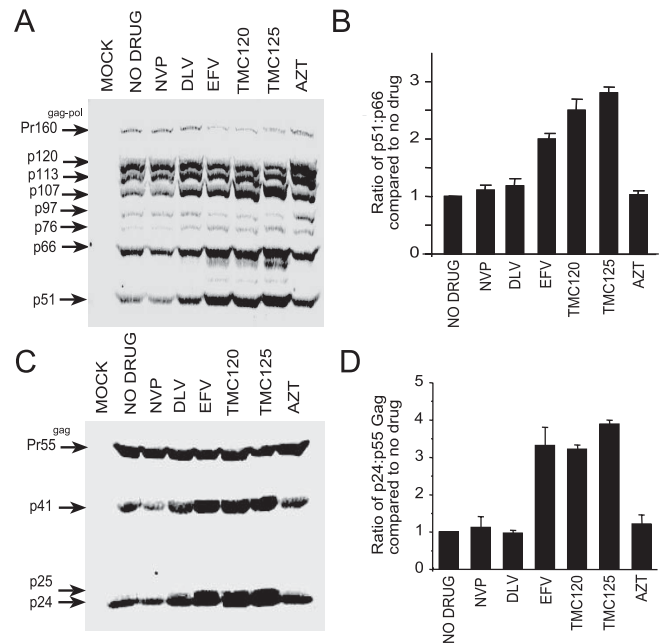 A
MOCK
NO DRUG
NVP
DLV
EFV
TMC120
TMC125
AZT
gag-pol
Pr160
p120
p113
p107
p97
p76
p66
p51
B
Ratio of p51:p66
compared to no drug
3
2
1
0
NO DRUG
NVP
DLV
EFV
TMC120
TMC125
AZT
C
MOCK
NO DRUG
NVP
DLV
EFV
TMC120
TMC125
AZT
gag
Pr55
p41
p25
p24
D
Ratio of p24:p55 Gag
compared to no drug
5
4
3
2
1
0
NO DRUG
NVP
DLV
EFV
TMC120
TMC125
AZT